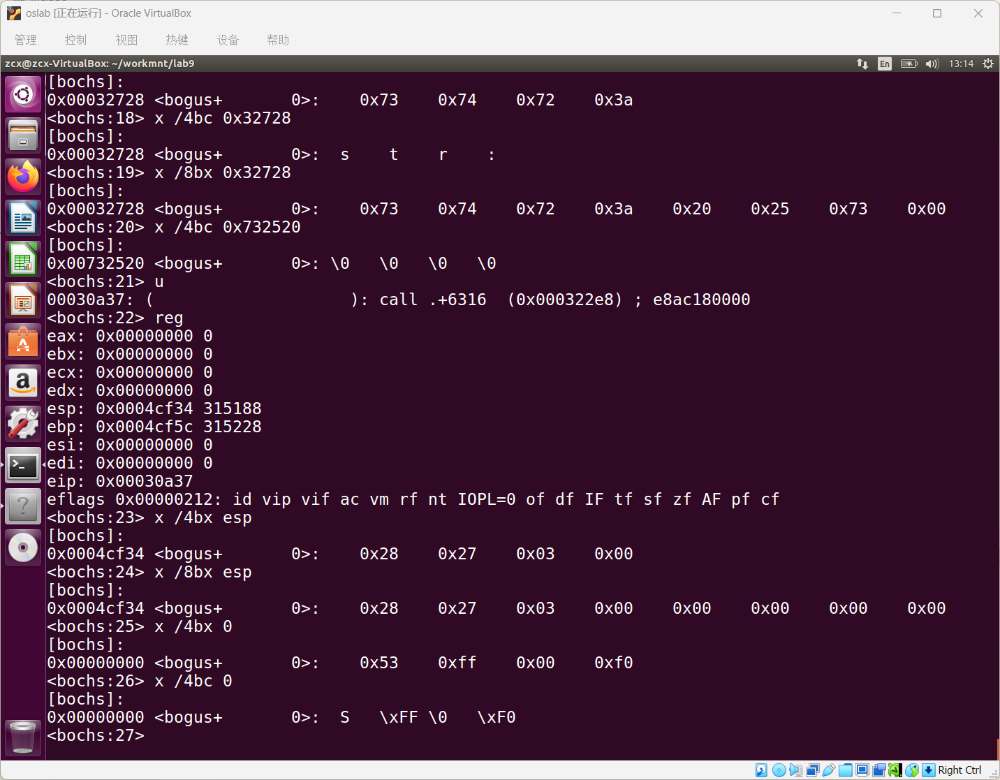 oslab [正在运行] - Oracle VirtualBox
管理 控制 视图 热键 设备 帮助
zcx@zcx-VirtualBox: ~/workmnt/lab9 En 13:14
[bochs]:
0x00032728 <bogus+       0>:    0x73    0x74    0x72    0x3a
<bochs:18> x /4bc 0x32728
[bochs]:
0x00032728 <bogus+       0>:  s    t    r    :
<bochs:19> x /8bx 0x32728
[bochs]:
0x00032728 <bogus+       0>:    0x73    0x74    0x72    0x3a    0x20    0x25    0x73    0x00
<bochs:20> x /4bc 0x732520
[bochs]:
0x00732520 <bogus+       0>: \0   \0   \0   \0
<bochs:21> u
00030a37: (                    ): call .+6316  (0x000322e8) ; e8ac180000
<bochs:22> reg
eax: 0x00000000 0
ebx: 0x00000000 0
ecx: 0x00000000 0
edx: 0x00000000 0
esp: 0x0004cf34 315188
ebp: 0x0004cf5c 315228
esi: 0x00000000 0
edi: 0x00000000 0
eip: 0x00030a37
eflags 0x00000212: id vip vif ac vm rf nt IOPL=0 of df IF tf sf zf AF pf cf
<bochs:23> x /4bx esp
[bochs]:
0x0004cf34 <bogus+       0>:    0x28    0x27    0x03    0x00
<bochs:24> x /8bx esp
[bochs]:
0x0004cf34 <bogus+       0>:    0x28    0x27    0x03    0x00    0x00    0x00    0x00    0x00
<bochs:25> x /4bx 0
[bochs]:
0x00000000 <bogus+       0>:    0x53    0xff    0x00    0xf0
<bochs:26> x /4bc 0
[bochs]:
0x00000000 <bogus+       0>:  S   \xFF \0   \xF0
<bochs:27>
Right Ctrl